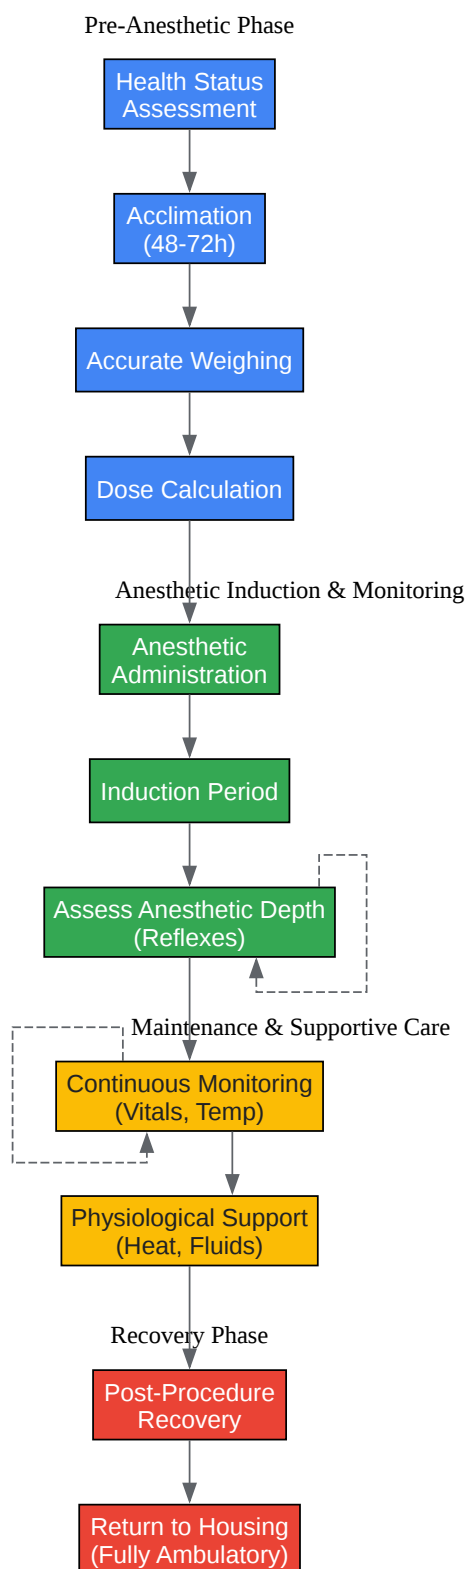 Pre-Anesthetic Phase
Health Status
Assessment
Acclimation
(48-72h)
Accurate Weighing
Dose Calculation
Anesthetic Induction & Monitoring
Anesthetic
Administration
Induction Period
Assess Anesthetic Depth
(Reflexes)
Maintenance & Supportive Care
Continuous Monitoring
(Vitals, Temp)
Physiological Support
(Heat, Fluids)
Recovery Phase
Post-Procedure
Recovery
Return to Housing
(Fully Ambulatory)